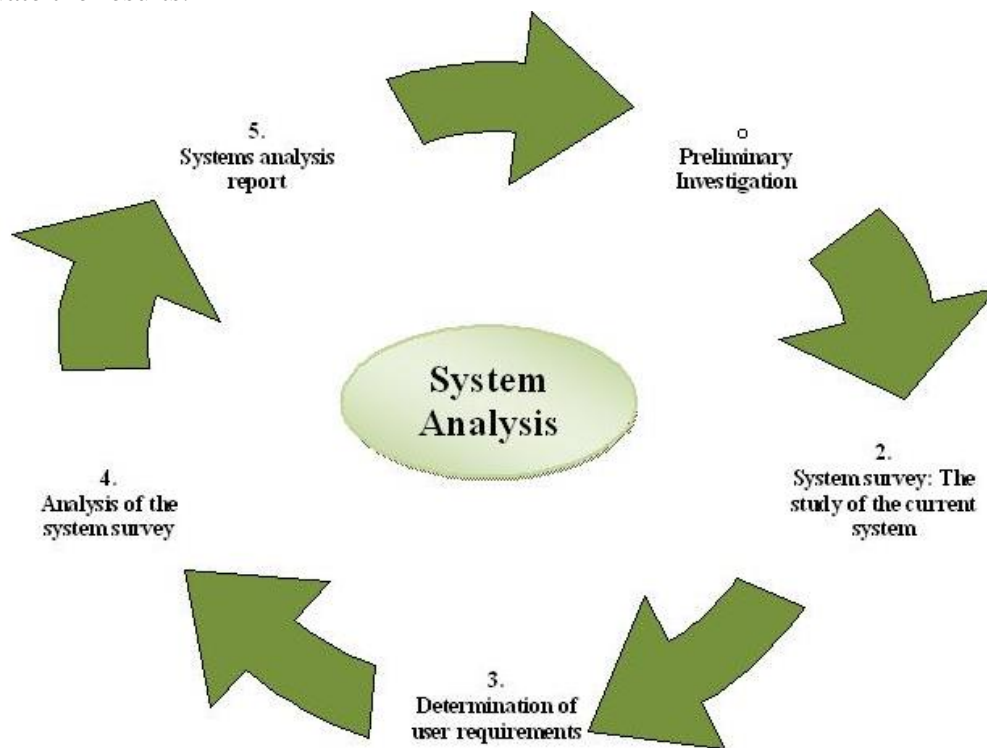 5.
Systems analysis
report
o
Preliminary
Investigation
System
Analysis
2.
System survey: The
study of the current
system
4.
Analysis of the
system survey
3.
Determination of
user requirements